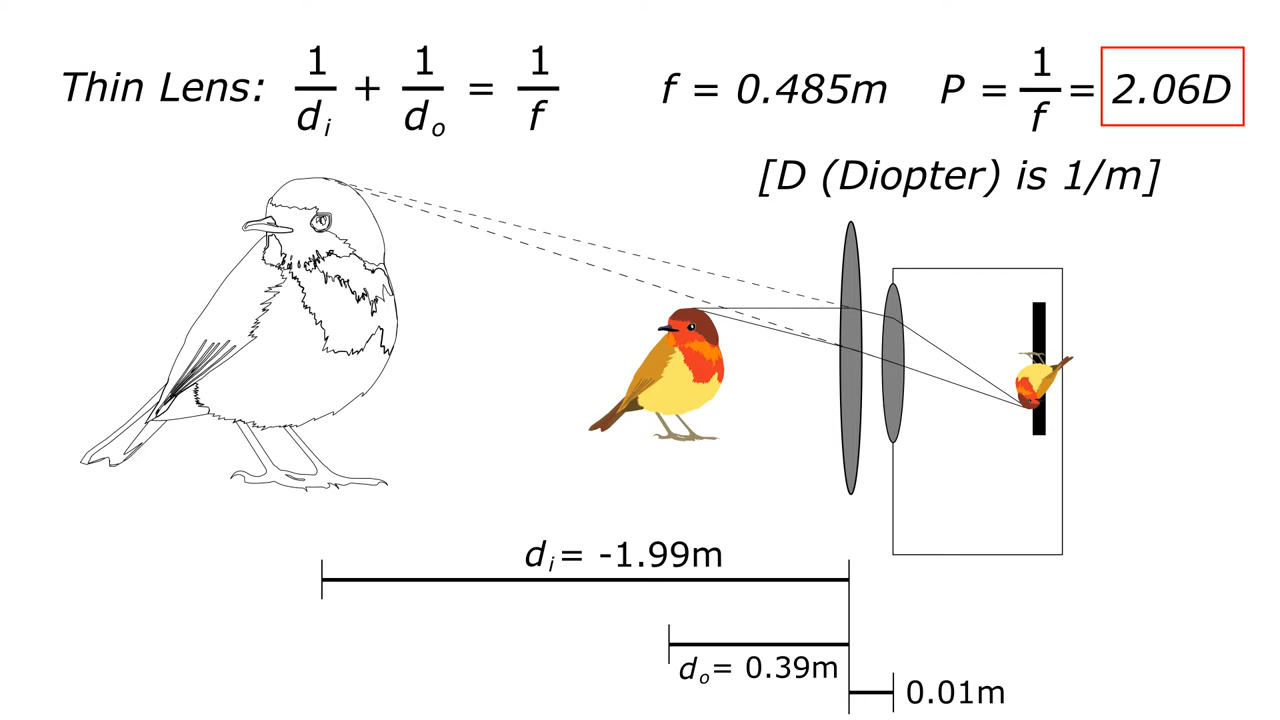 Thin Lens: 1/d_i + 1/d_o = 1/f    f = 0.485m    P = 1/f = 2.06D
[D (Diopter) is 1/m]
d_i = -1.99m
d_o = 0.39m
0.01m